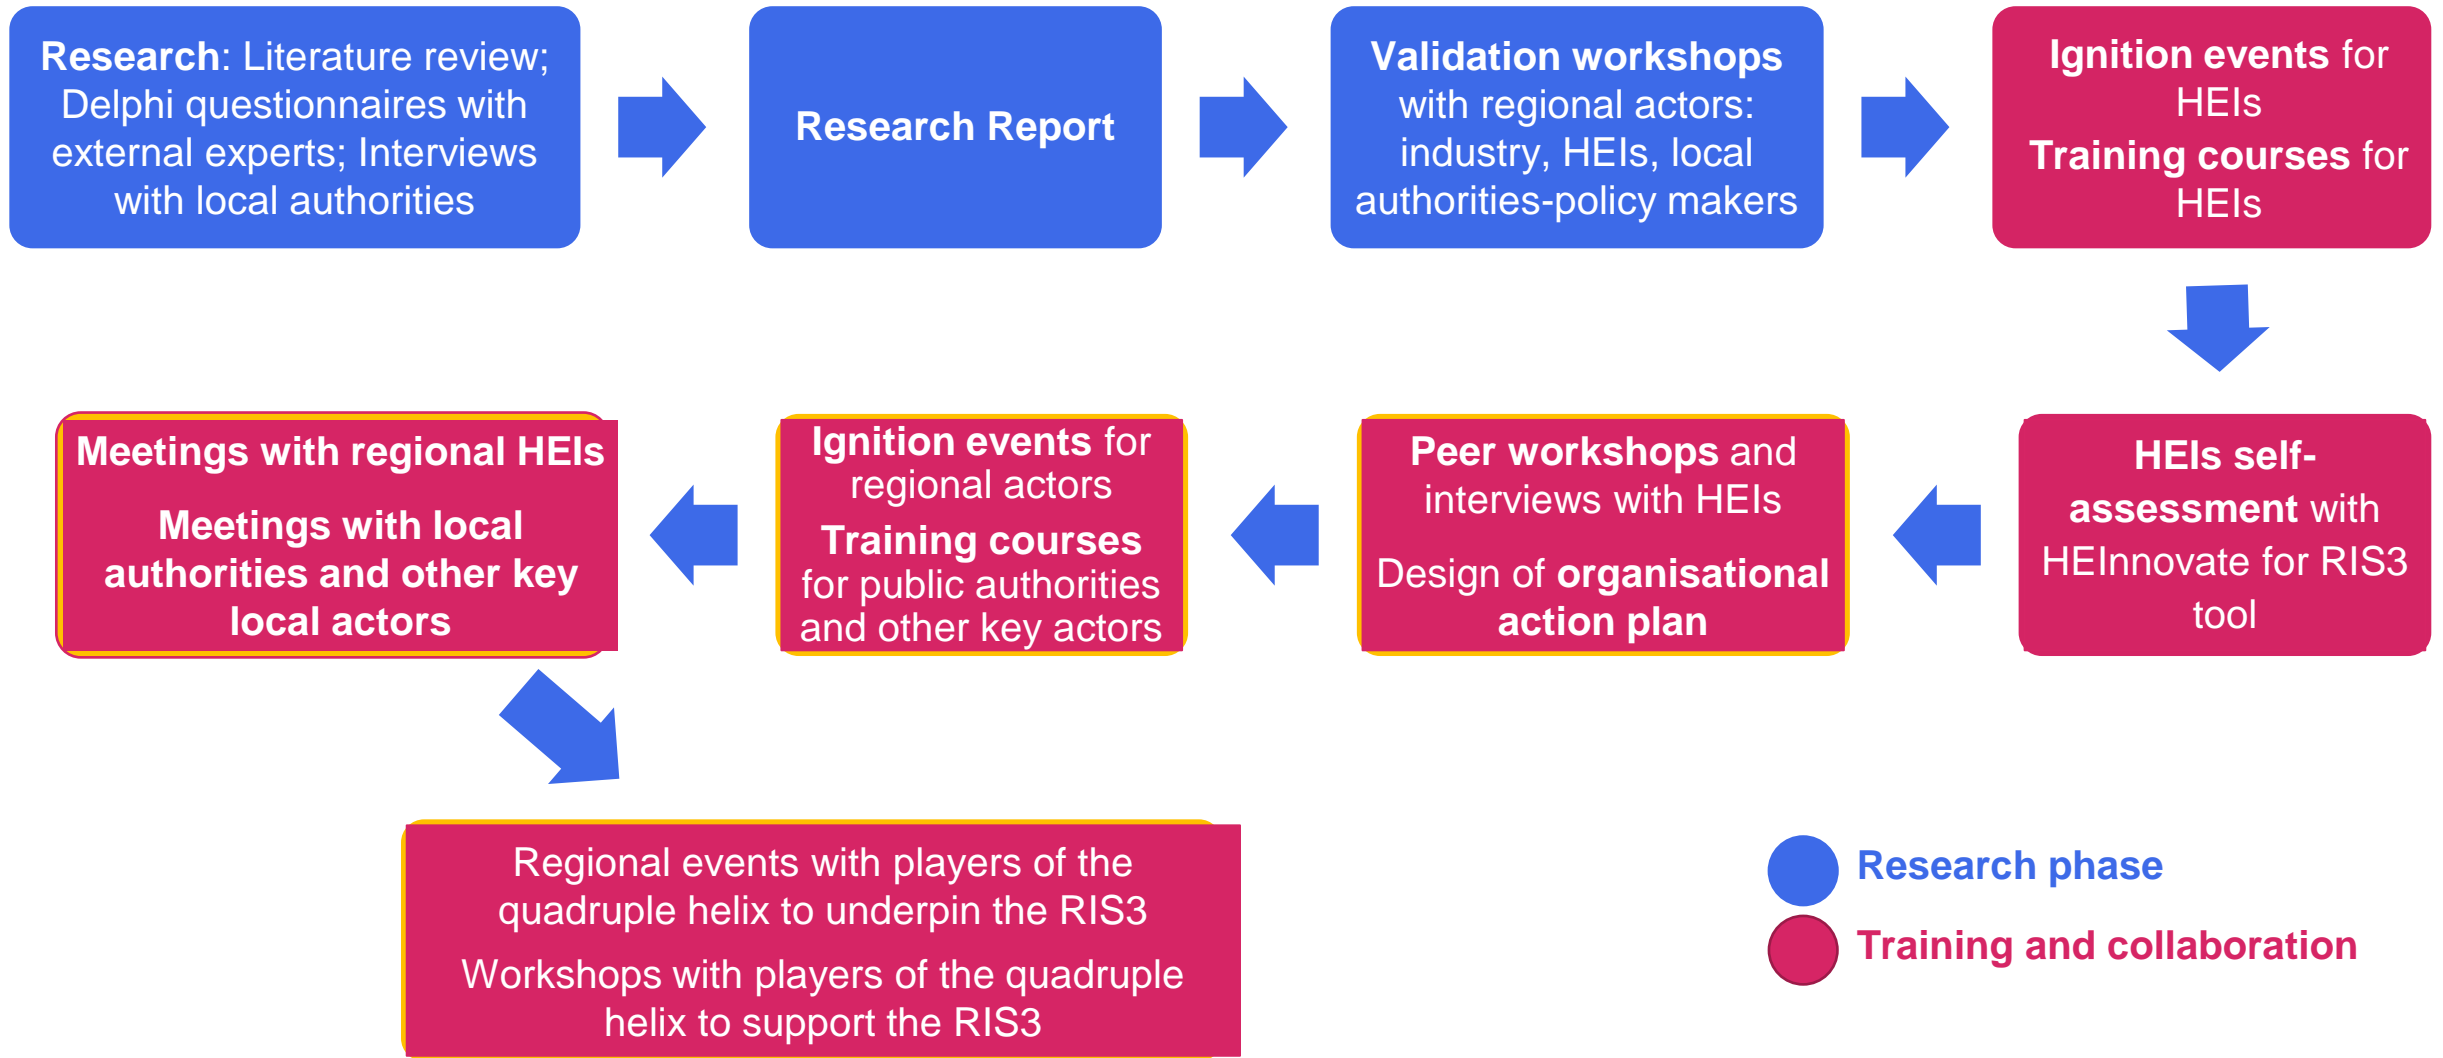 Research: Literature review;
Delphi questionnaires with
external experts; Interviews
with local authorities
Research Report
Validation workshops
with regional actors:
industry, HEIs, local
authorities-policy makers
Ignition events for
HEIs
Training courses for
HEIs
HEIs self-
assessment with
HEInnovate for RIS3
tool
Peer workshops and
interviews with HEIs
Design of organisational
action plan
Ignition events for
regional actors
Training courses
for public authorities
and other key actors
Meetings with regional HEIs
Meetings with local
authorities and other key
local actors
Regional events with players of the
quadruple helix to underpin the RIS3
Workshops with players of the quadruple
helix to support the RIS3
Research phase
Training and collaboration